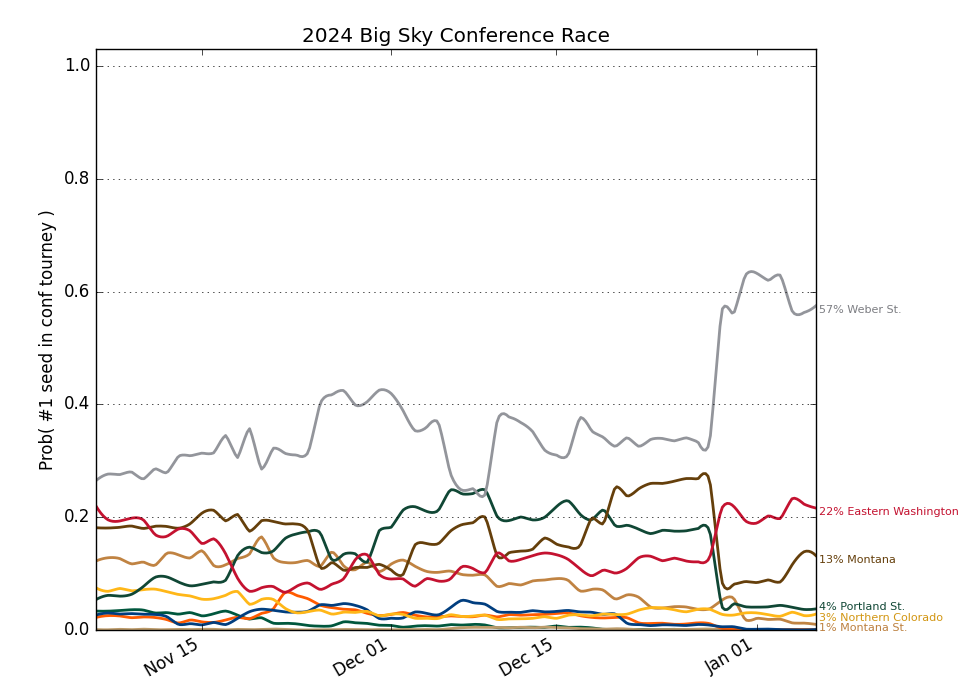 2024 Big Sky Conference Race
Prob( #1 seed in conf tourney )
1.0
0.8
0.6
0.4
0.2
0.0
Nov 15
Dec 01
Dec 15
Jan 01
57% Weber St.
22% Eastern Washington
13% Montana
4% Portland St.
3% Northern Colorado
1% Montana St.